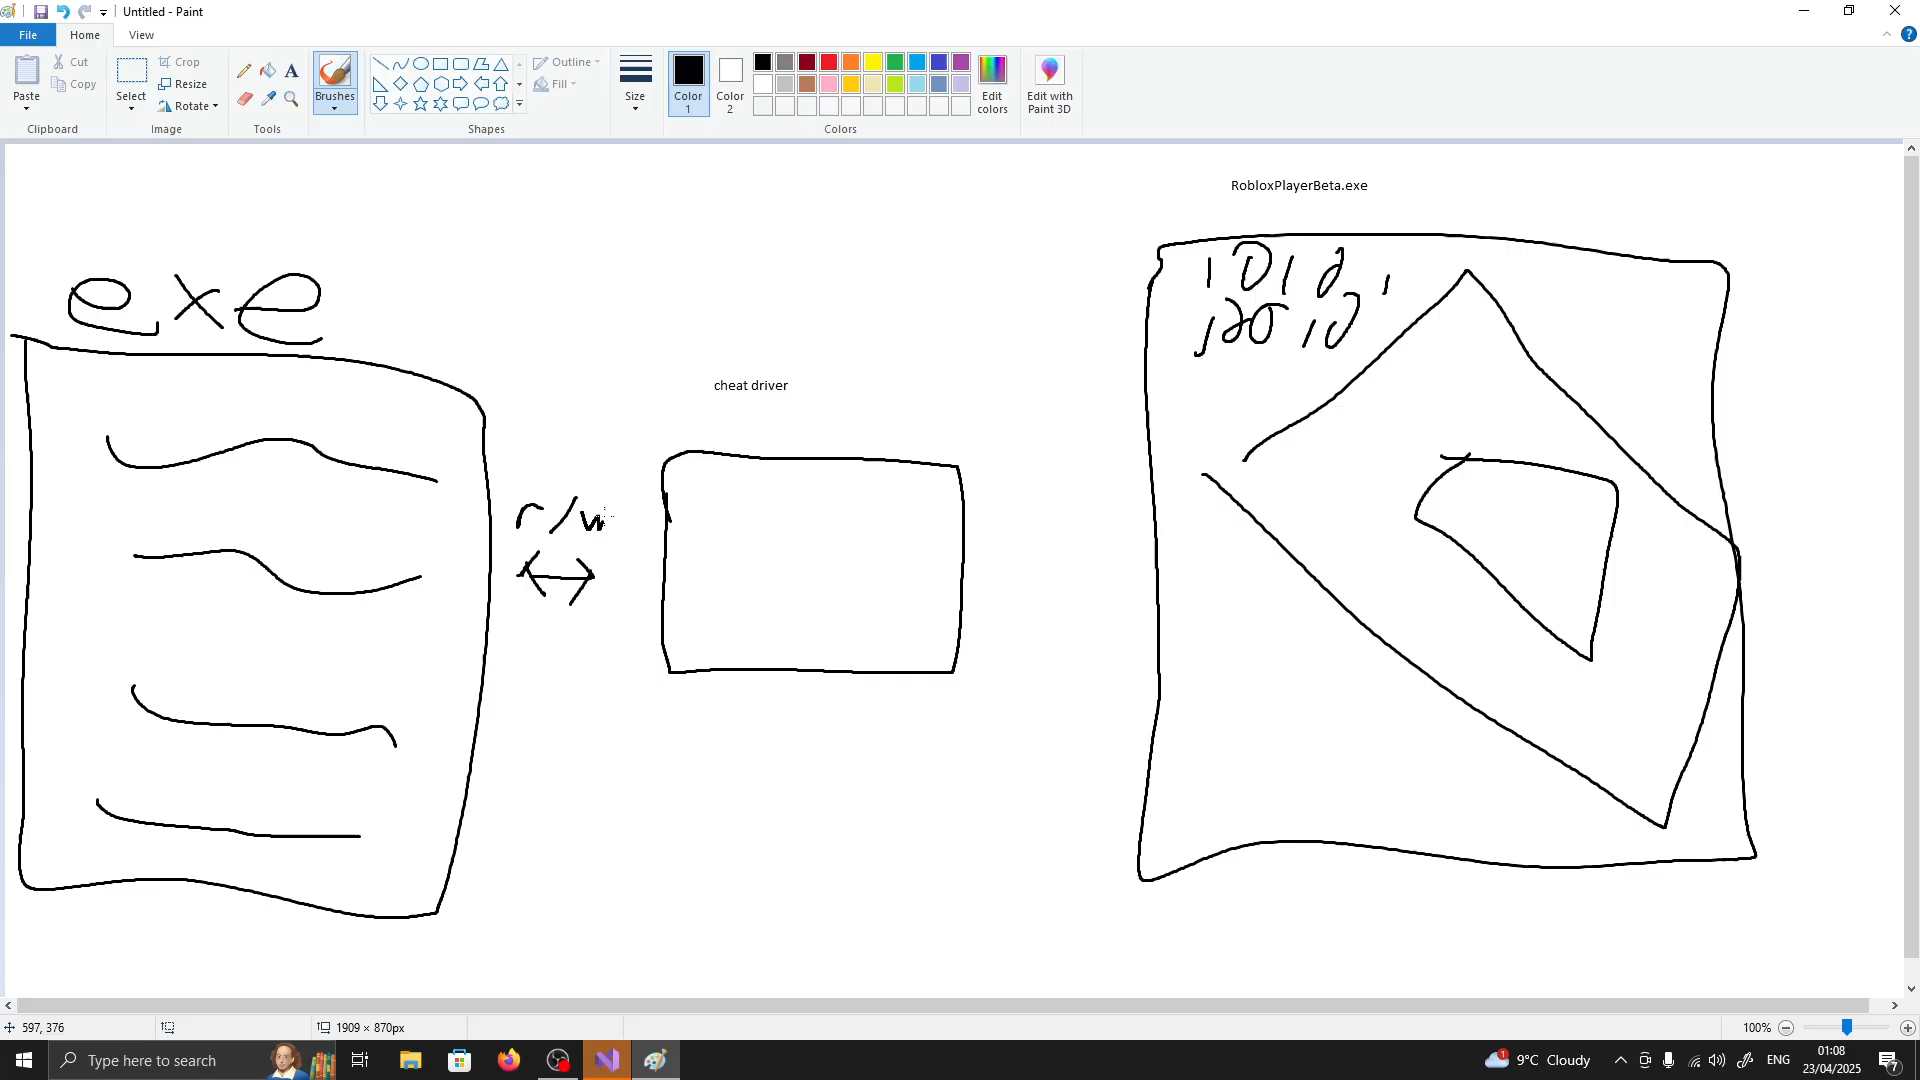 Untitled - Paint
File
Home
View
Paste
Cut
Copy
Clipboard
Select
Crop
Resize
Rotate
Image
Tools
Brushes
Shapes
Outline
Fill
Size
Color
1
Color
2
Colors
Edit
colors
Edit with
Paint 3D
RobloxPlayerBeta.exe
exe
cheat driver
r/w
597, 376
1909 × 870px
100%
Type here to search
1
9°C Cloudy
ENG
01:08
23/04/2025
7